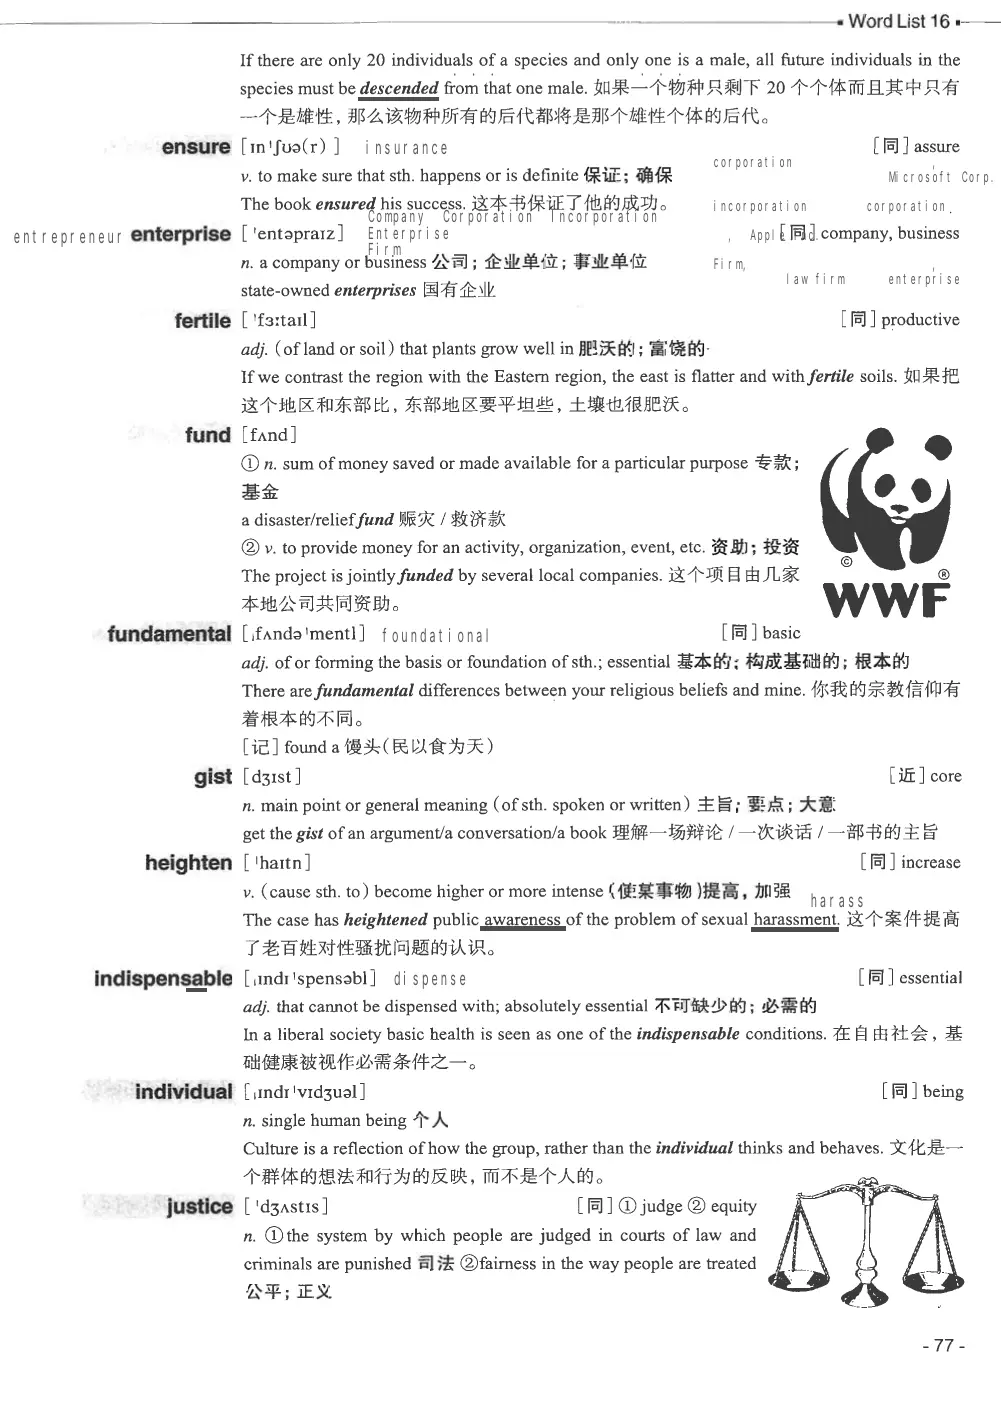 Word List 16
If there are only 20 individuals of a species and only one is a male, all future individuals in the
species must be descended from that one male. 如果一个物种只剩下 20 个个体而且其中只有
一个是雄性，那么该物种所有的后代都将是那个雄性个体的后代。
ensure [ɪnˈʃʊə(r)] insurance [同] assure
corporation ,
v. to make sure that sth. happens or is definite 保证；确保 Microsoft Corp.
The book ensured his success. 这本书保证了他的成功。 incorporation corporation.
Company Corporation Incorporation
entrepreneur enterprise [ˈentəpraɪz] Enterprise , [同] company, business
Firm
n. a company or business 公司；企业单位；事业单位 Firm, ,
law firm enterprise
state-owned enterprises 国有企业
fertile [ˈfɜːtaɪl] [同] productive
adj. (of land or soil) that plants grow well in 肥沃的；富饶的
If we contrast the region with the Eastern region, the east is flatter and with fertile soils. 如果把
这个地区和东部比，东部地区要平坦些，土壤也很肥沃。
fund [fʌnd]
① n. sum of money saved or made available for a particular purpose 专款；
基金
a disaster/relief fund 赈灾 / 救济款
② v. to provide money for an activity, organization, event, etc. 资助；投资
©
The project is jointly funded by several local companies. 这个项目由几家 ®
本地公司共同资助。 WWF
fundamental [ˌfʌndəˈmentl] foundational [同] basic
adj. of or forming the basis or foundation of sth.; essential 基本的；构成基础的；根本的
There are fundamental differences between your religious beliefs and mine. 你我的宗教信仰有
着根本的不同。
[记] found a 馒头(民以食为天)
gist [dʒɪst] [近] core
n. main point or general meaning (of sth. spoken or written) 主旨；要点；大意
get the gist of an argument/a conversation/a book 理解一场辩论 / 一次谈话 / 一部书的主旨
heighten [ˈhaɪtn] [同] increase
v. (cause sth. to) become higher or more intense (使某事物)提高，加强
harass
The case has heightened public awareness of the problem of sexual harassment. 这个案件提高
了老百姓对性骚扰问题的认识。
indispensable [ˌɪndɪˈspensəbl] dispense [同] essential
adj. that cannot be dispensed with; absolutely essential 不可缺少的；必需的
In a liberal society basic health is seen as one of the indispensable conditions. 在自由社会，基
础健康被视作必需条件之一。
individual [ˌɪndɪˈvɪdʒuəl] [同] being
n. single human being 个人
Culture is a reflection of how the group, rather than the individual thinks and behaves. 文化是一
个群体的想法和行为的反映，而不是个人的。
justice [ˈdʒʌstɪs] [同] ① judge ② equity
n. ①the system by which people are judged in courts of law and
criminals are punished 司法 ②fairness in the way people are treated
公平；正义
- 77 -